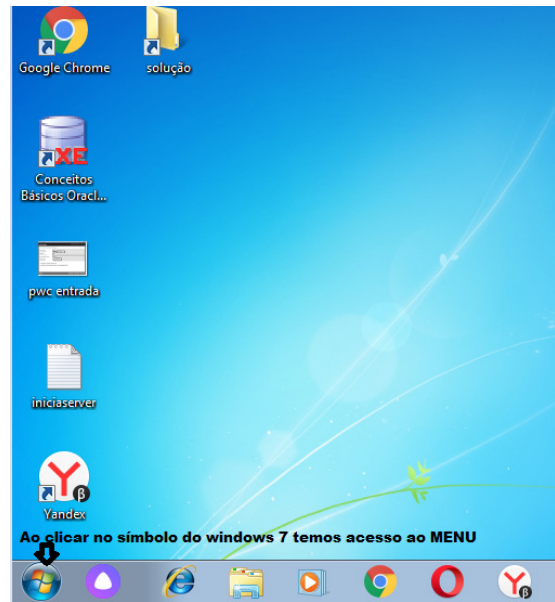 Google Chrome
solução
XE
Conceitos
Básicos Oracl...
pwc entrada
iniciaserver
β
Yandex
Ao clicar no símbolo do windows 7 temos acesso ao MENU
β